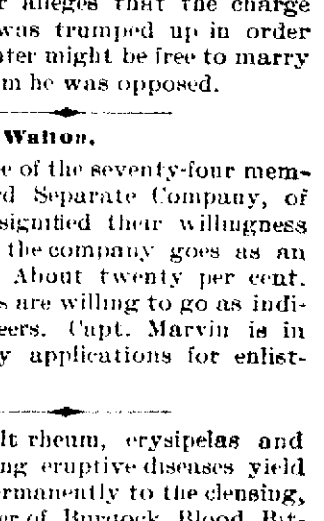 alleges that the charge
was trumped up in order
ter might be free to marry
m he was opposed.
Walton.
e of the seventy-four mem-
rd Separate Company, of
signified their willingness
the company goes as an
About twenty per cent.
s are willing to go as indi-
eers. Capt. Marvin is in
y applications for enlist-
lt rheum, erysipelas and
ng eruptive diseases yield
rmanently to the clensing,
er of Burdock Blood Bit-